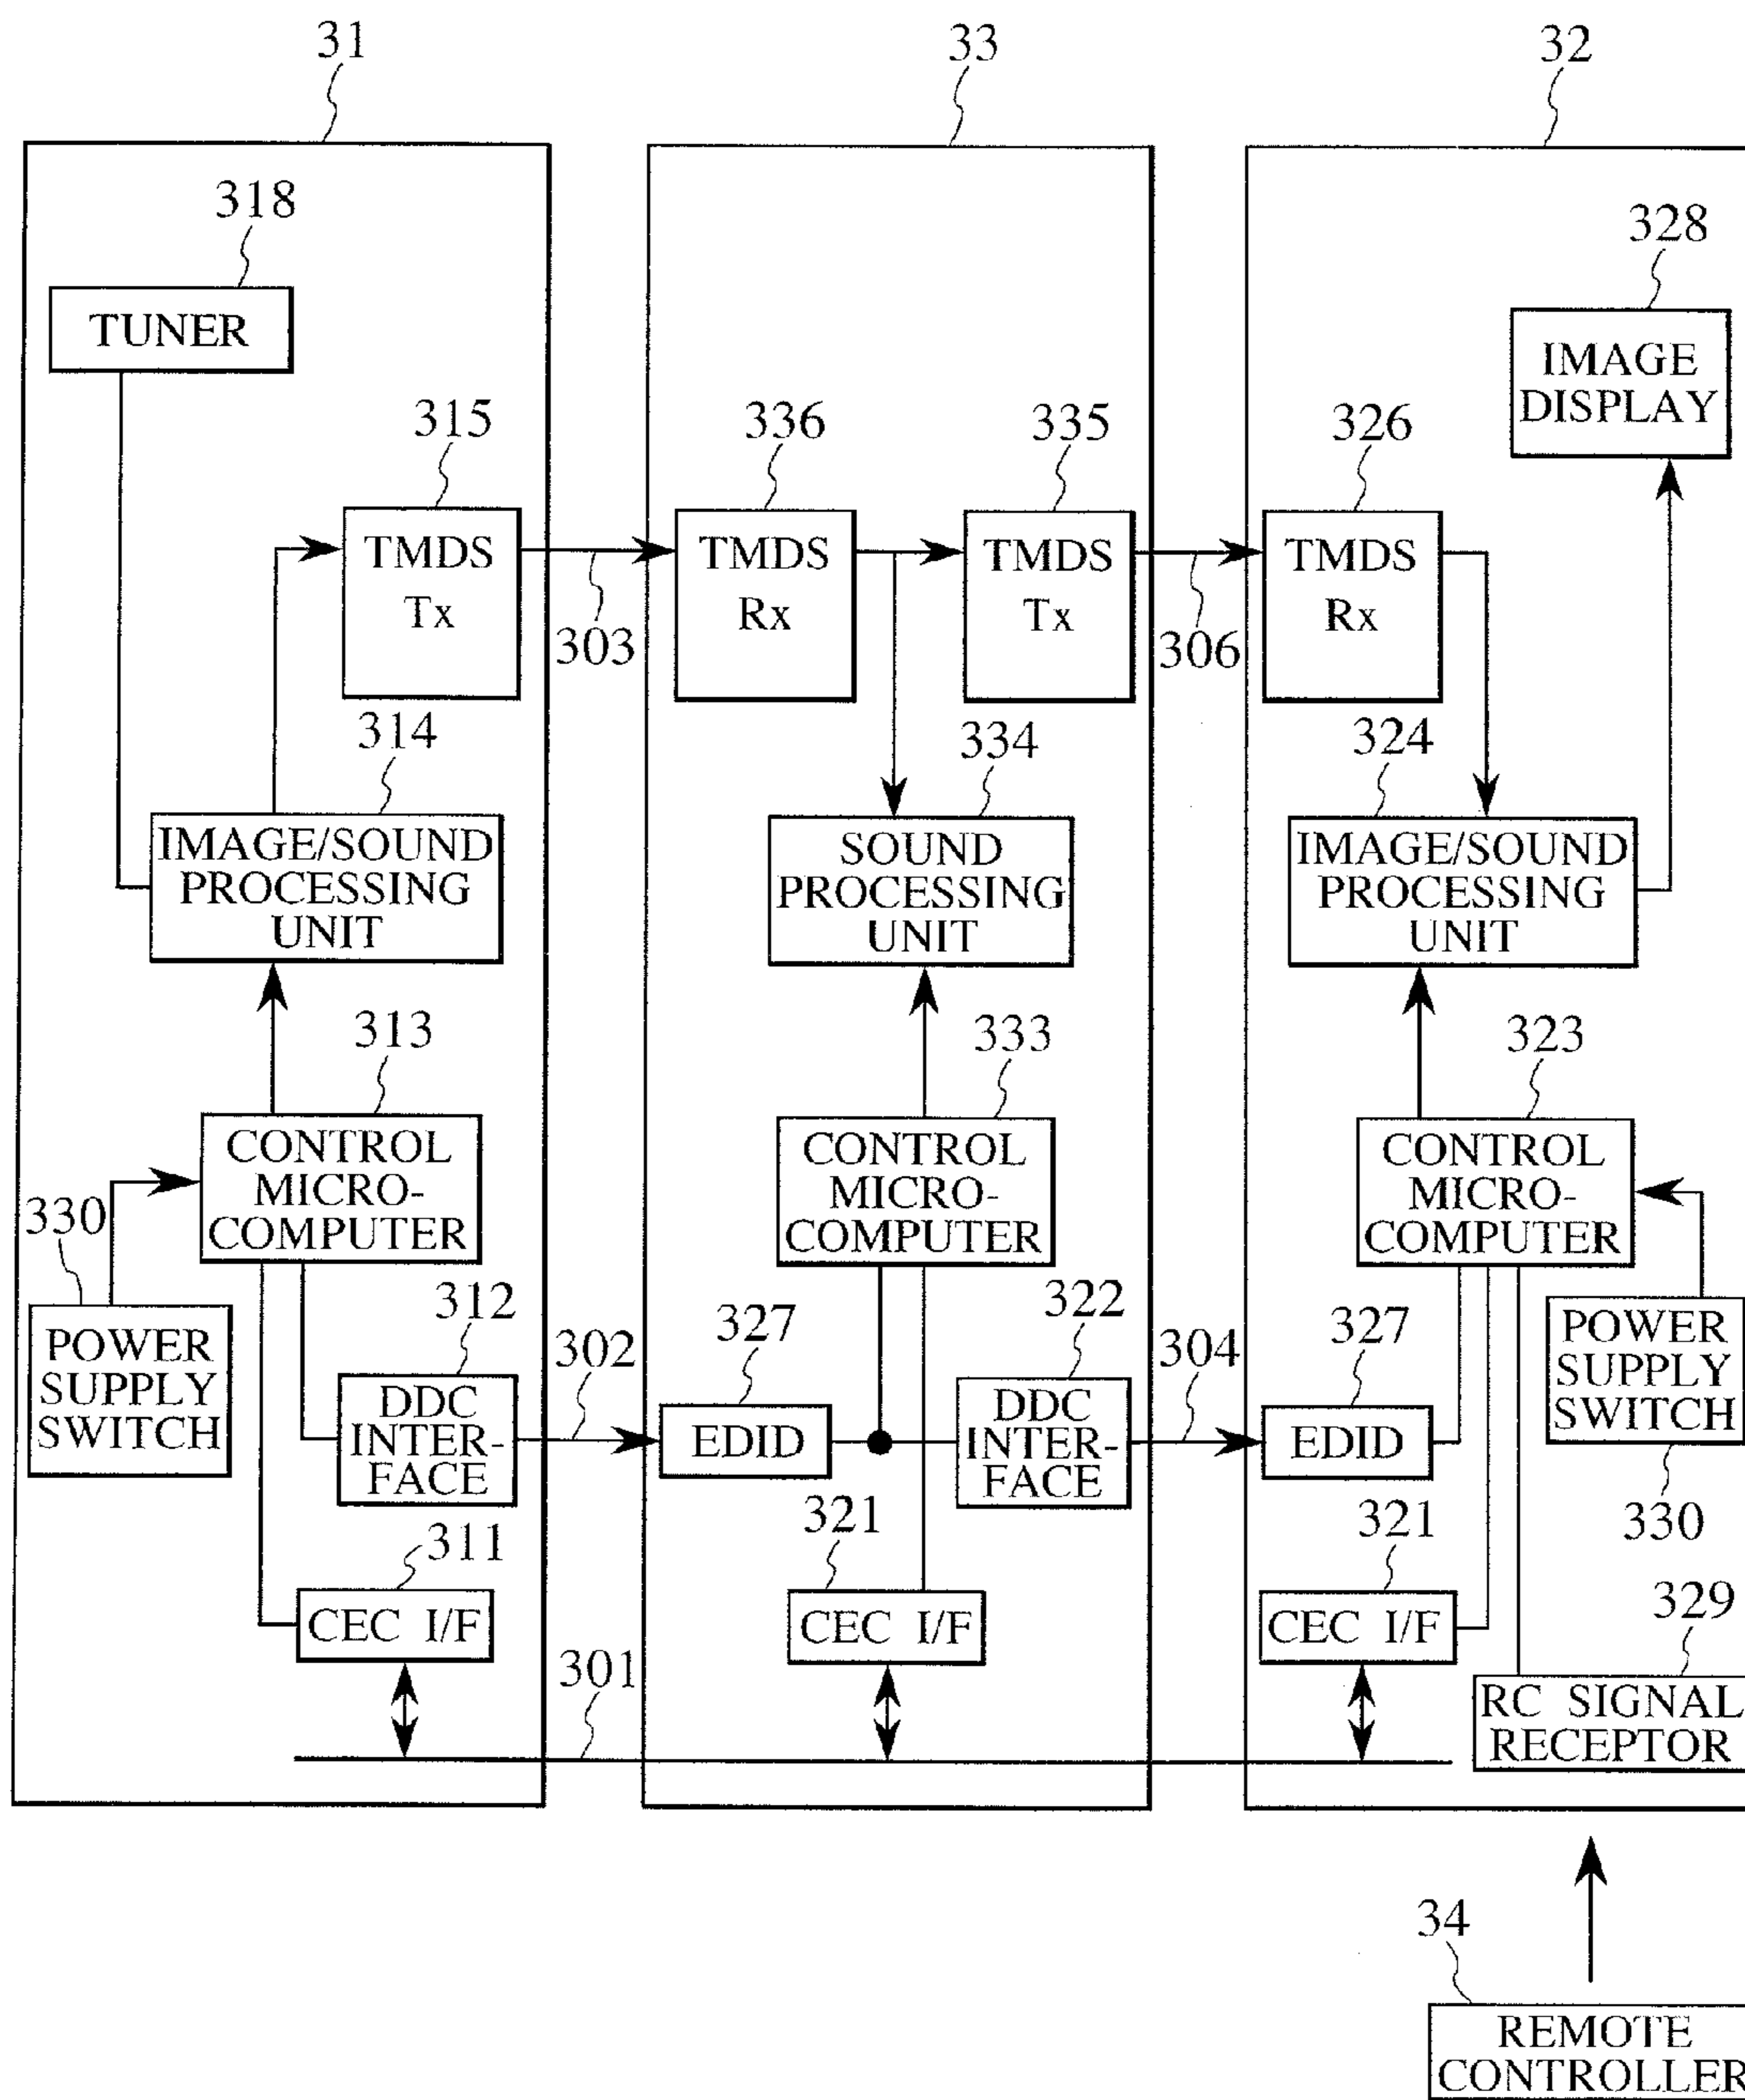 31
33
32
318
TUNER
328
IMAGE
DISPLAY
315
TMDS
Tx
336
TMDS
Rx
335
TMDS
Tx
326
TMDS
Rx
303
306
314
IMAGE/SOUND
PROCESSING
UNIT
334
SOUND
PROCESSING
UNIT
324
IMAGE/SOUND
PROCESSING
UNIT
313
CONTROL
MICRO-
COMPUTER
333
CONTROL
MICRO-
COMPUTER
323
CONTROL
MICRO-
COMPUTER
330
POWER
SUPPLY
SWITCH
312
DDC
INTER-
FACE
302
327
EDID
322
DDC
INTER-
FACE
304
327
EDID
POWER
SUPPLY
SWITCH
330
311
CEC I/F
321
CEC I/F
321
CEC I/F
329
RC SIGNAL
RECEPTOR
301
34
REMOTE
CONTROLLER